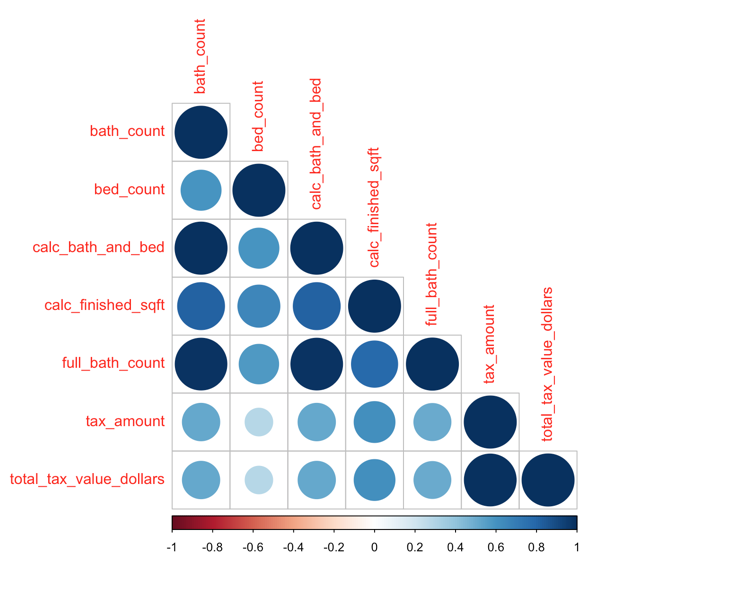 bath_count
bed_count
calc_bath_and_bed
calc_finished_sqft
full_bath_count
tax_amount
total_tax_value_dollars
bath_count
bed_count
calc_bath_and_bed
calc_finished_sqft
full_bath_count
tax_amount
total_tax_value_dollars
-1 -0.8 -0.6 -0.4 -0.2 0 0.2 0.4 0.6 0.8 1